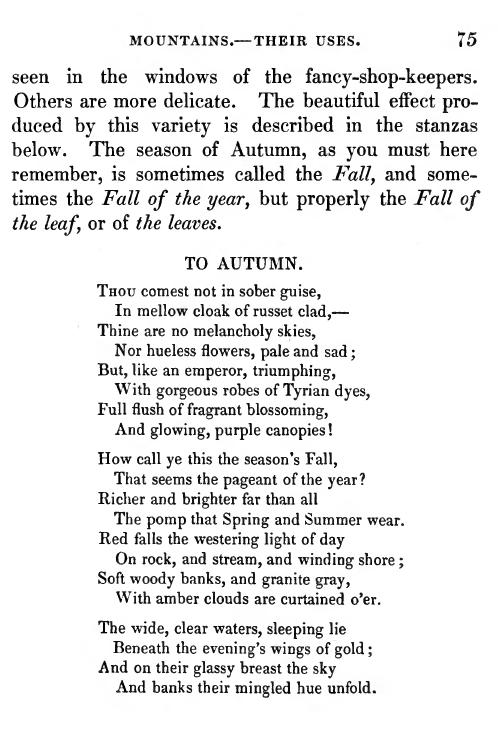 MOUNTAINS.—THEIR USES. 75
seen in the windows of the fancy-shop-keepers.
Others are more delicate. The beautiful effect pro-
duced by this variety is described in the stanzas
below. The season of Autumn, as you must here
remember, is sometimes called the Fall, and some-
times the Fall of the year, but properly the Fall of
the leaf, or of the leaves.
TO AUTUMN.
THOU comest not in sober guise,
In mellow cloak of russet clad,—
Thine are no melancholy skies,
Nor hueless flowers, pale and sad;
But, like an emperor, triumphing,
With gorgeous robes of Tyrian dyes,
Full flush of fragrant blossoming,
And glowing, purple canopies!
How call ye this the season's Fall,
That seems the pageant of the year?
Richer and brighter far than all
The pomp that Spring and Summer wear.
Red falls the westering light of day
On rock, and stream, and winding shore;
Soft woody banks, and granite gray,
With amber clouds are curtained o'er.
The wide, clear waters, sleeping lie
Beneath the evening's wings of gold;
And on their glassy breast the sky
And banks their mingled hue unfold.